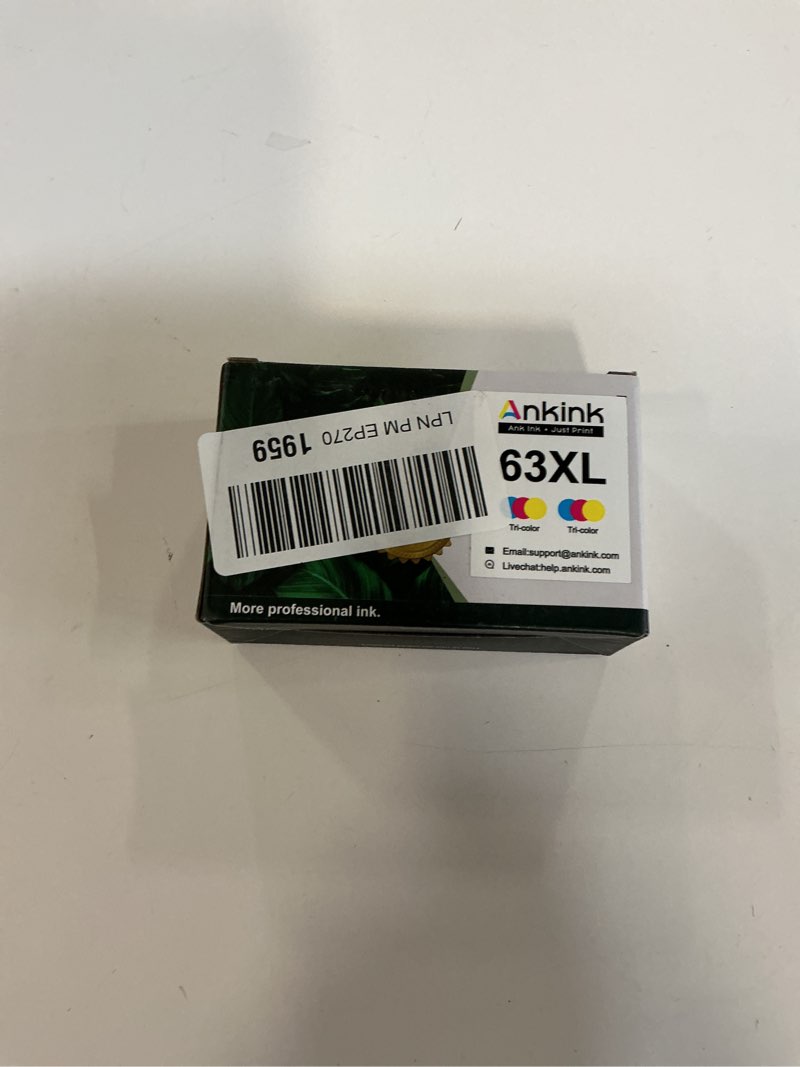 LPN PM EP270 1959
Ankink
Ank Ink • Just Print
63XL
Tri-color Tri-color
Email:support@ankink.com
Livechat:help.ankink.com
More professional ink.